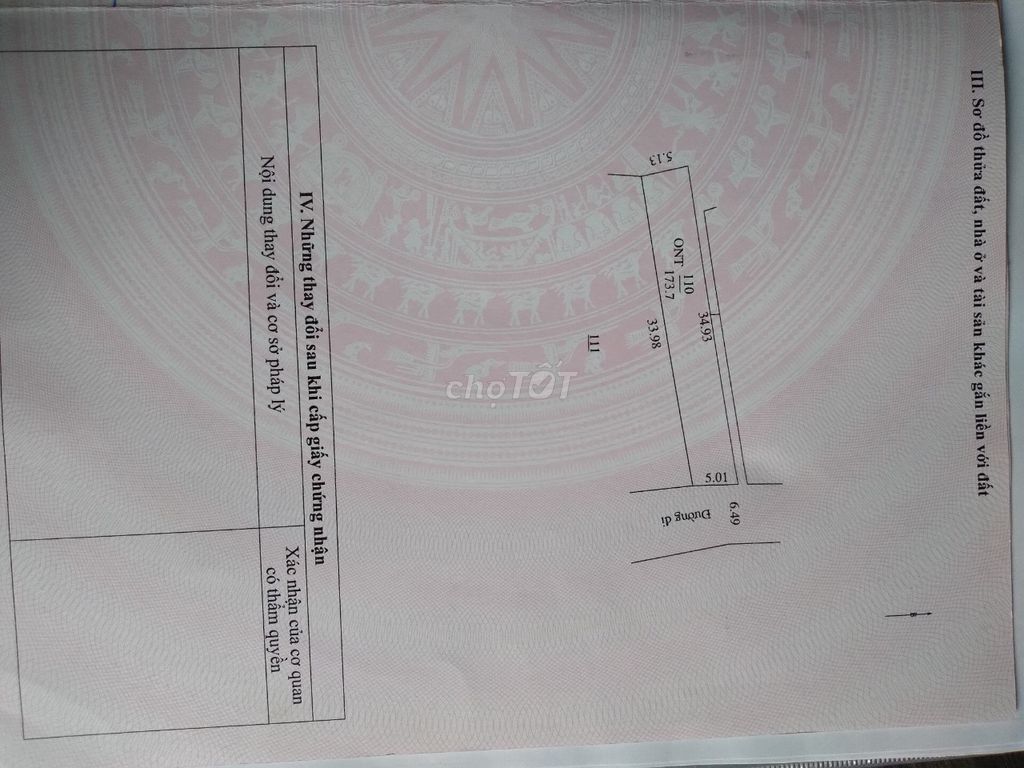 III. Sơ đồ thửa đất, nhà ở và tài sản khác gắn liền với đất
B
5.13
ONT
110
173.7
34.93
33.98
111
5.01
6.49
Đường đi
chợTỐT
IV. Những thay đổi sau khi cấp giấy chứng nhận
Nội dung thay đổi và cơ sở pháp lý
Xác nhận của cơ quan
có thẩm quyền